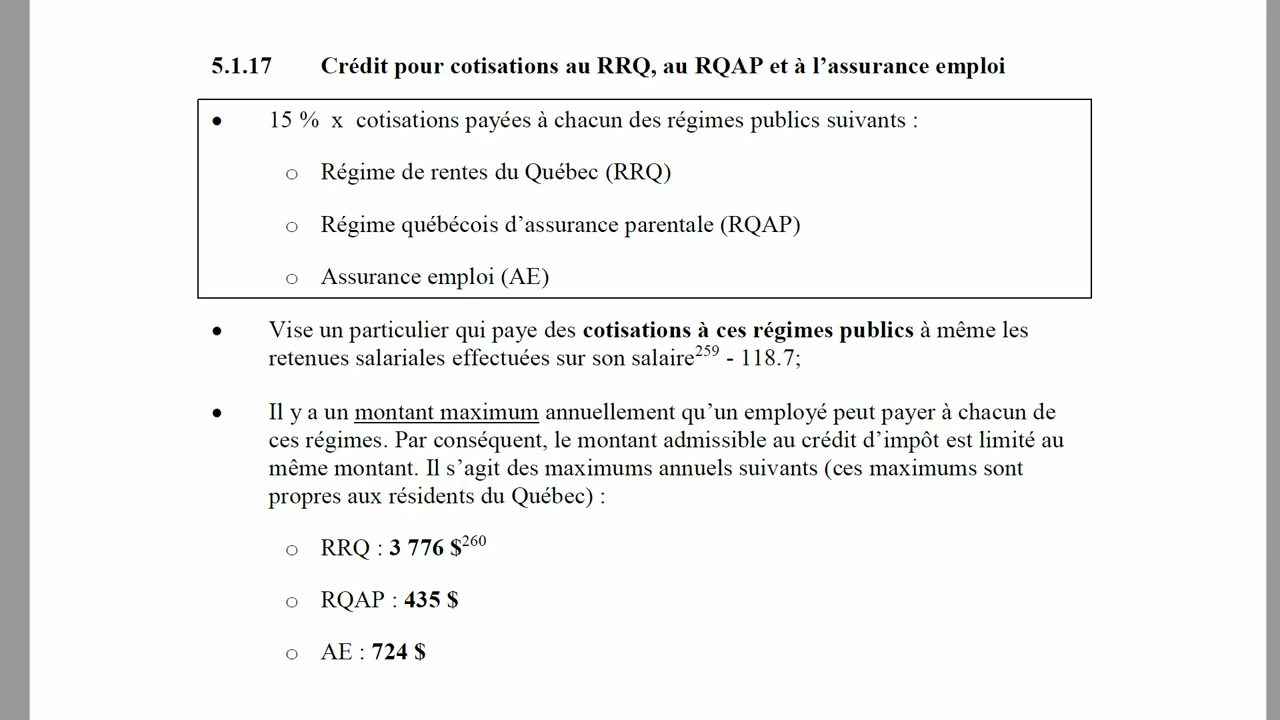 5.1.17 Crédit pour cotisations au RRQ, au RQAP et à l’assurance emploi
• 15 % x cotisations payées à chacun des régimes publics suivants :
o Régime de rentes du Québec (RRQ)
o Régime québécois d’assurance parentale (RQAP)
o Assurance emploi (AE)
• Vise un particulier qui paye des cotisations à ces régimes publics à même les
retenues salariales effectuées sur son salaire259 - 118.7;
• Il y a un montant maximum annuellement qu’un employé peut payer à chacun de
ces régimes. Par conséquent, le montant admissible au crédit d’impôt est limité au
même montant. Il s’agit des maximums annuels suivants (ces maximums sont
propres aux résidents du Québec) :
o RRQ : 3 776 $260
o RQAP : 435 $
o AE : 724 $